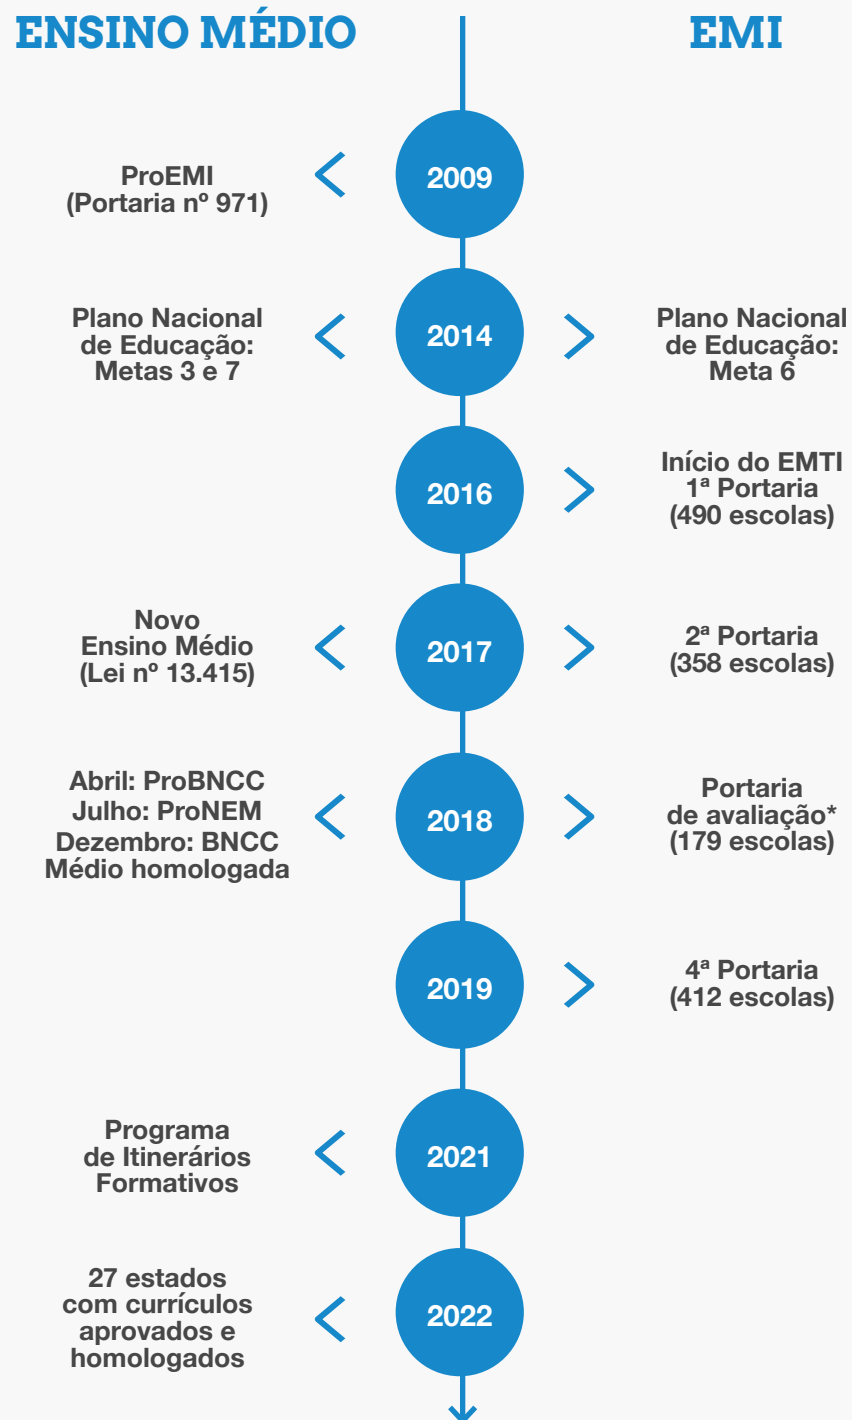 ENSINO MÉDIO
EMI
2009
ProEMI
(Portaria nº 971)
2014
Plano Nacional
de Educação:
Metas 3 e 7
Plano Nacional
de Educação:
Meta 6
2016
Início do EMTI
1ª Portaria
(490 escolas)
2017
Novo
Ensino Médio
(Lei nº 13.415)
2ª Portaria
(358 escolas)
2018
Abril: ProBNCC
Julho: ProNEM
Dezembro: BNCC
Médio homologada
Portaria
de avaliação*
(179 escolas)
2019
4ª Portaria
(412 escolas)
2021
Programa
de Itinerários
Formativos
2022
27 estados
com currículos
aprovados e
homologados